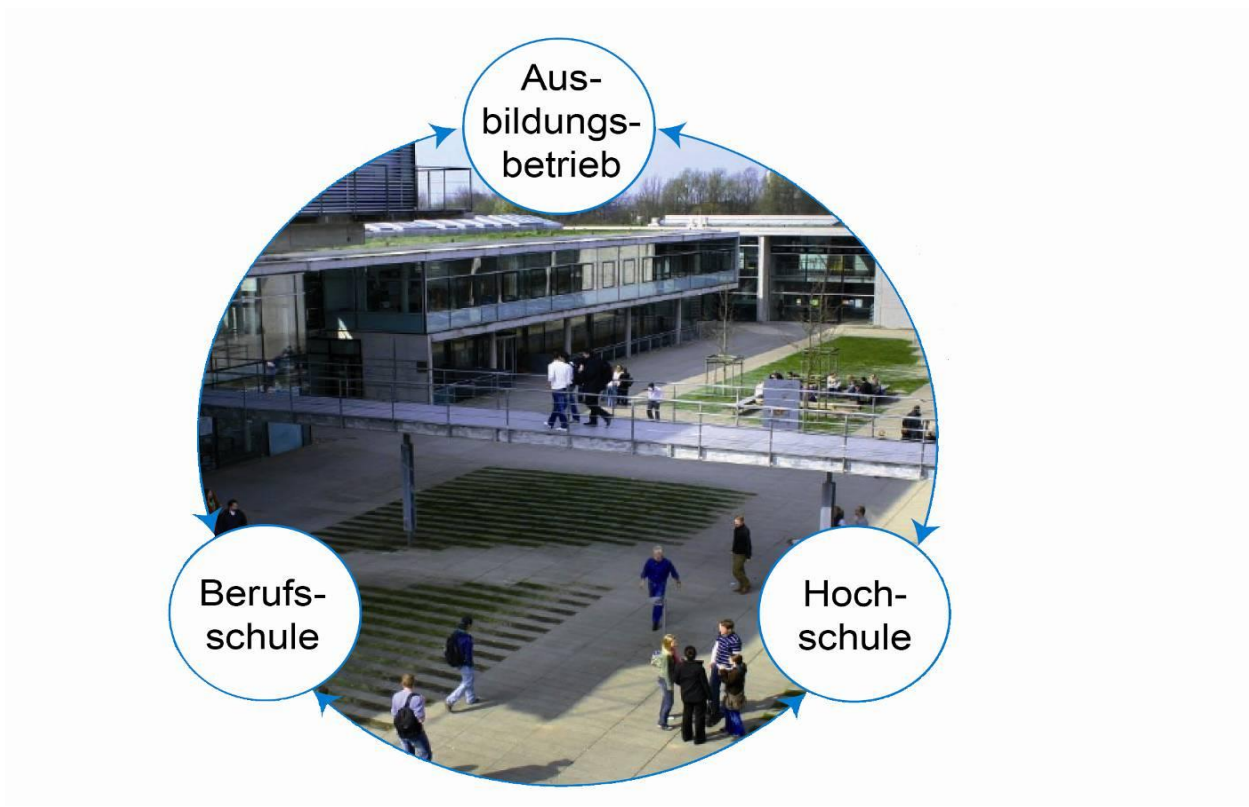 Aus-
bildungs-
betrieb
Berufs-
schule
Hoch-
schule